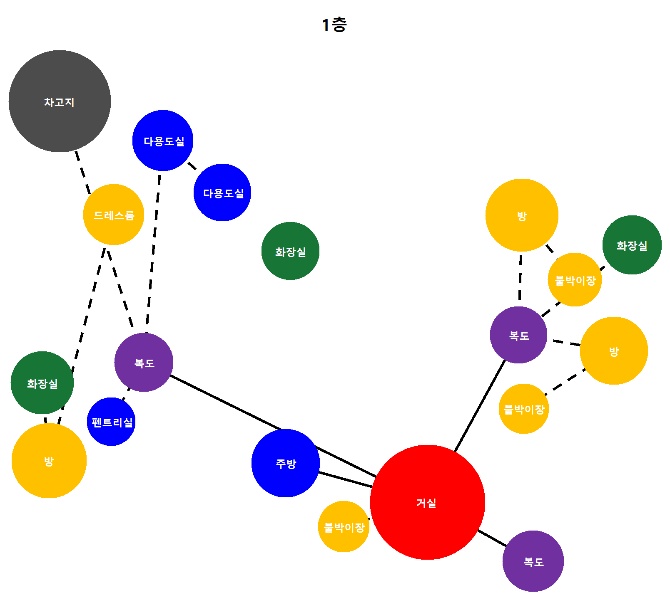 1층
차고지
다용도실
다용도실
드레스룸
방
화장실
화장실
붙박이장
복도
방
복도
화장실
붙박이장
펜트리실
방
주방
거실
붙박이장
복도